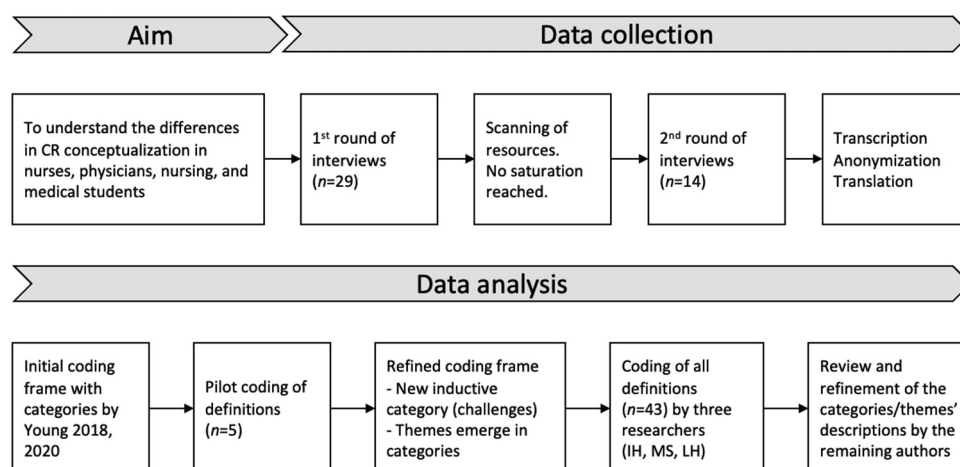 Aim
Data collection
To understand the differences
in CR conceptualization in
nurses, physicians, nursing, and
medical students
1st round of
interviews
(n=29)
Scanning of
resources.
No saturation
reached.
2nd round of
interviews
(n=14)
Transcription
Anonymization
Translation
Data analysis
Initial coding
frame with
categories by
Young 2018,
2020
Pilot coding of
definitions
(n=5)
Refined coding frame
- New inductive
category (challenges)
- Themes emerge in
categories
Coding of all
definitions
(n=43) by three
researchers
(IH, MS, LH)
Review and
refinement of the
categories/themes’
descriptions by the
remaining authors